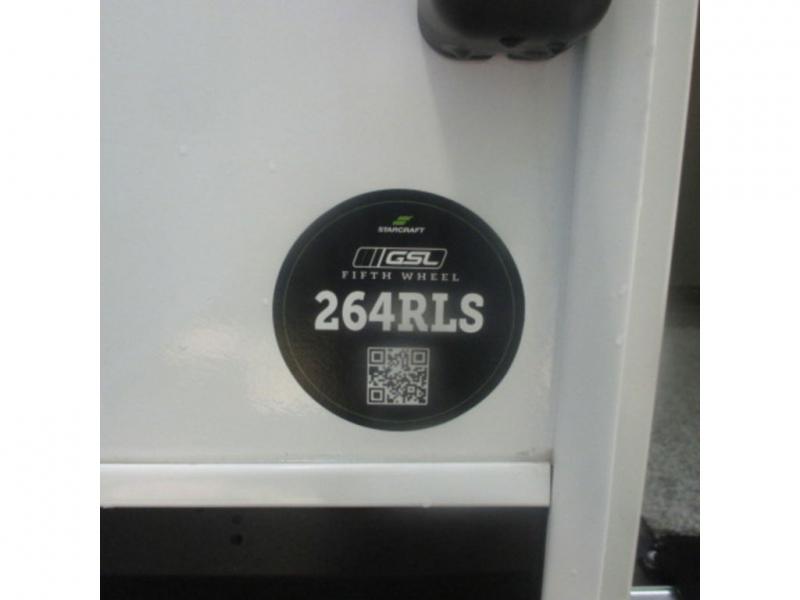 STARCRAFT
GSL
FIFTH WHEEL
264RLS